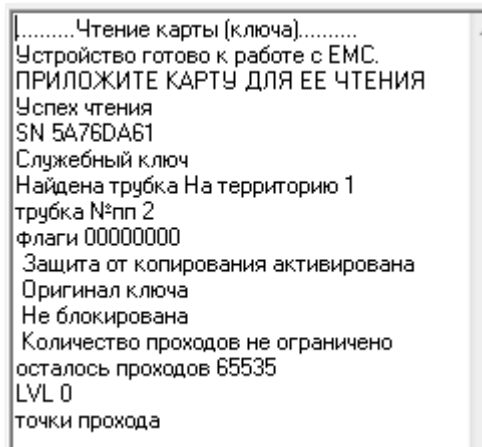 ..........Чтение карты (ключа)..........
Устройство готово к работе с EMC.
ПРИЛОЖИТЕ КАРТУ ДЛЯ ЕЕ ЧТЕНИЯ
Успех чтения
SN 5A76DA61
Служебный ключ
Найдена трубка На территорию 1
трубка №пп 2
Флаги 00000000
Защита от копирования активирована
Оригинал ключа
Не блокирована
Количество проходов не ограничено
осталось проходов 65535
LVL 0
точки прохода